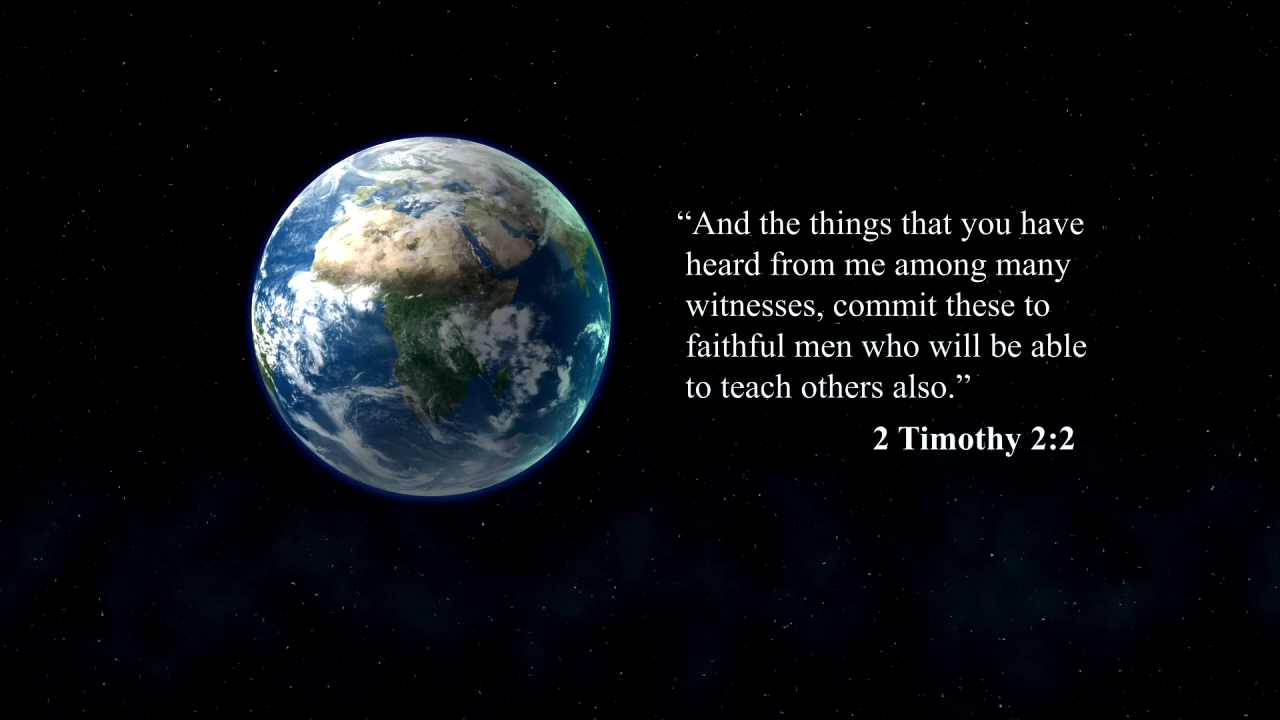 “And the things that you have
heard from me among many
witnesses, commit these to
faithful men who will be able
to teach others also.”
2 Timothy 2:2